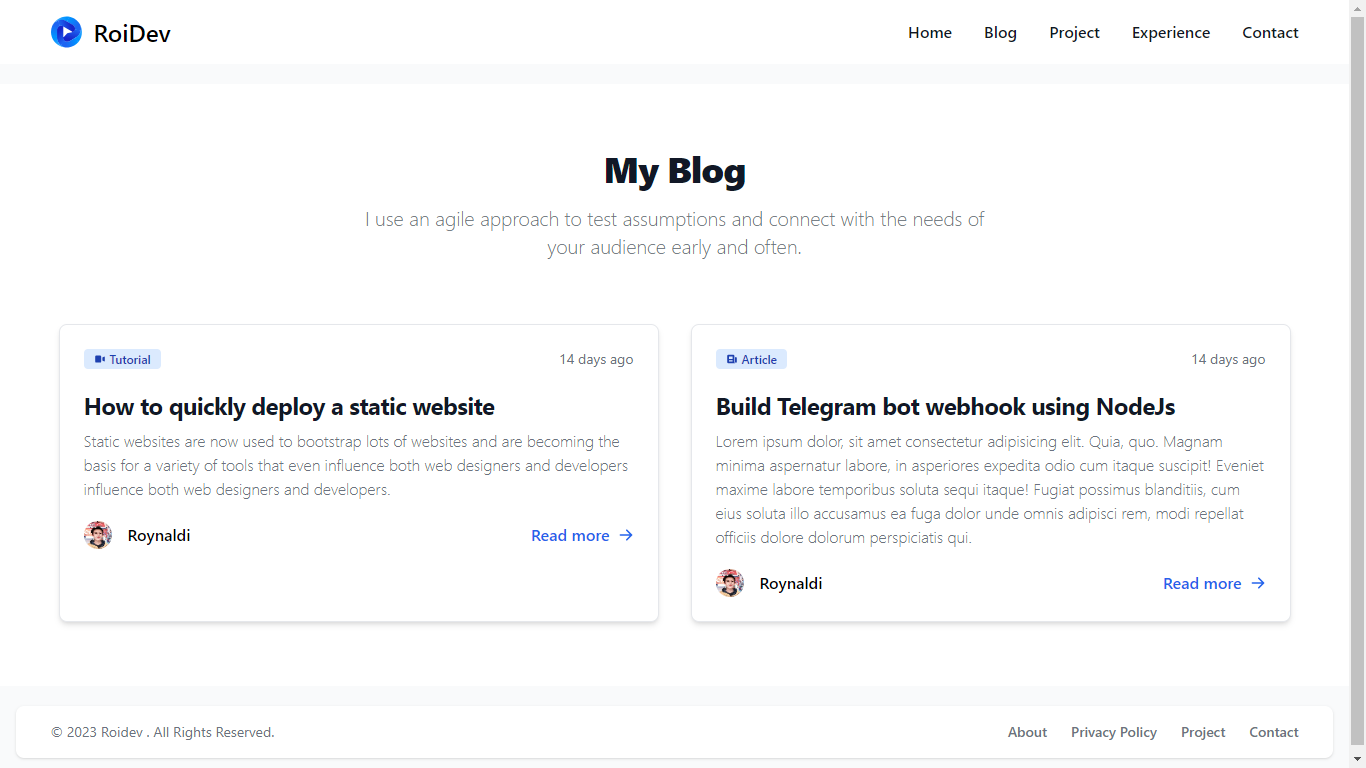 RoiDev
Home Blog Project Experience Contact
My Blog
I use an agile approach to test assumptions and connect with the needs of
your audience early and often.
Tutorial 14 days ago
How to quickly deploy a static website
Static websites are now used to bootstrap lots of websites and are becoming the
basis for a variety of tools that even influence both web designers and developers
influence both web designers and developers.
Roynaldi Read more →
Article 14 days ago
Build Telegram bot webhook using NodeJs
Lorem ipsum dolor, sit amet consectetur adipisicing elit. Quia, quo. Magnam
minima aspernatur labore, in asperiores expedita odio cum itaque suscipit! Eveniet
maxime labore temporibus soluta sequi itaque! Fugiat possimus blanditiis, cum
eius soluta illo accusamus ea fuga dolor unde omnis adipisci rem, modi repellat
officiis dolore dolorum perspiciatis qui.
Roynaldi Read more →
© 2023 Roidev . All Rights Reserved.
About Privacy Policy Project Contact